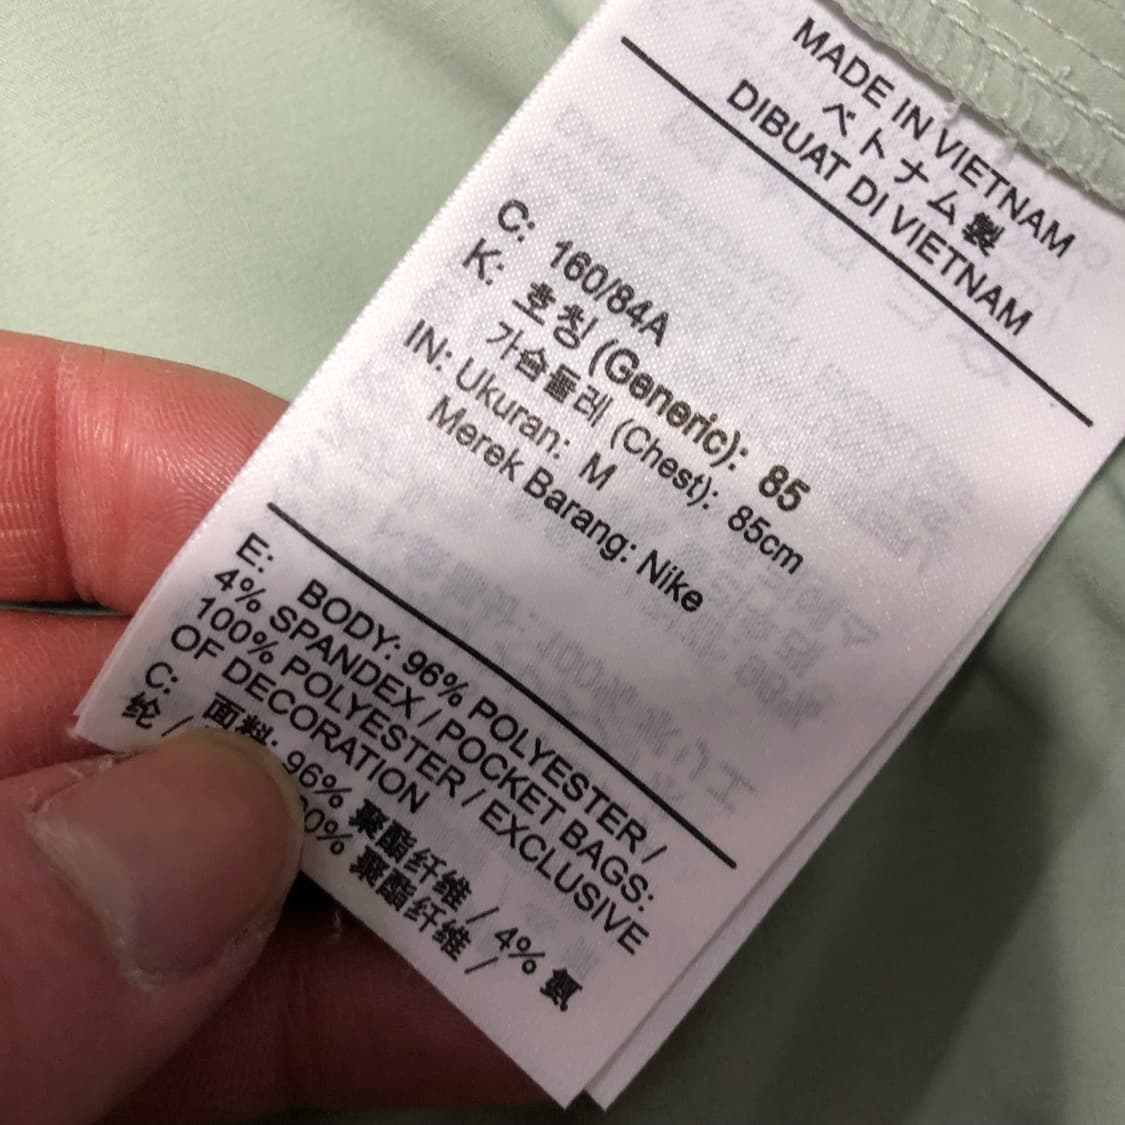 MADE IN VIETNAM
ベトナム製
DIBUAT DI VIETNAM
C: 160/84A
K: 호칭 (Generic): 85
가슴둘레 (Chest): 85cm
IN: Ukuran: M
Merek Barang: Nike
E: BODY: 96% POLYESTER /
4% SPANDEX / POCKET BAGS:
100% POLYESTER / EXCLUSIVE
OF DECORATION
C: 面料: 96% 聚酯纤维 / 4% 氨
纶 / 聚酯纤维 /